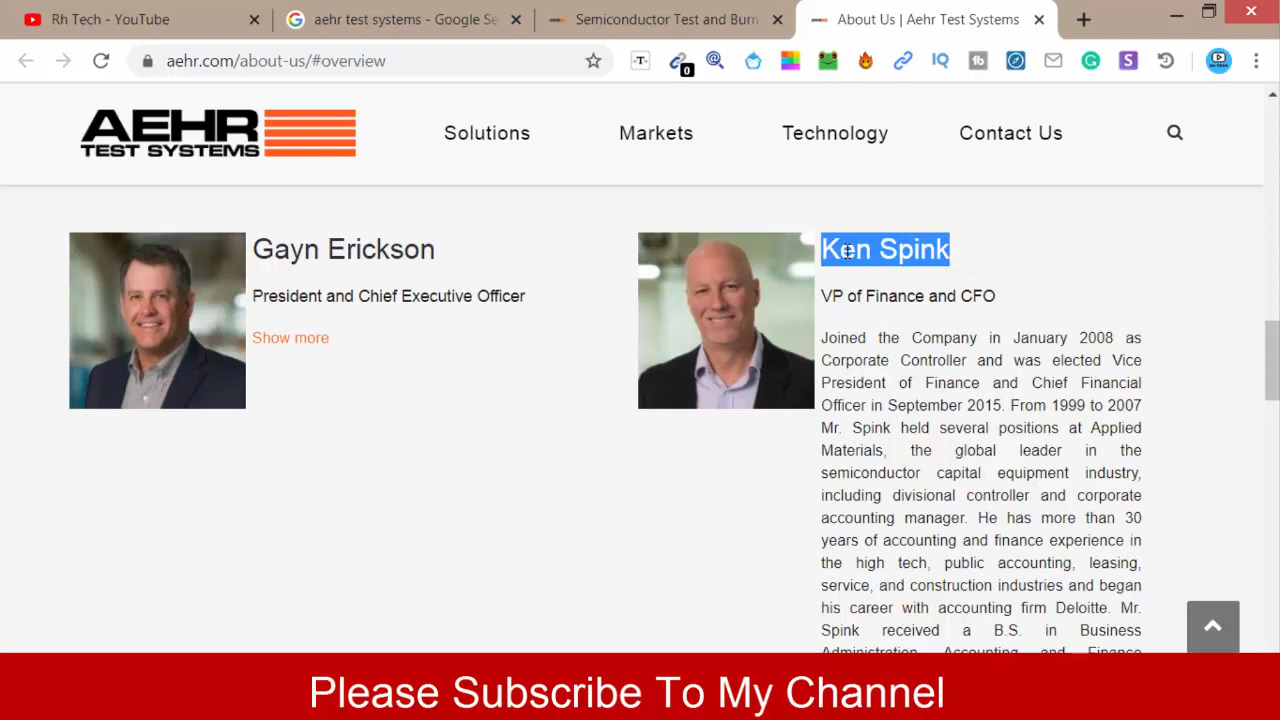 Rh Tech - YouTube
aehr test systems - Google Se
Semiconductor Test and Burn
About Us | Aehr Test Systems
aehr.com/about-us/#overview
-T-
0
IQ
tb
G
S
AEHR
TEST SYSTEMS
Solutions
Markets
Technology
Contact Us
Gayn Erickson
President and Chief Executive Officer
Show more
Ken Spink
VP of Finance and CFO
Joined the Company in January 2008 as
Corporate Controller and was elected Vice
President of Finance and Chief Financial
Officer in September 2015. From 1999 to 2007
Mr. Spink held several positions at Applied
Materials, the global leader in the
semiconductor capital equipment industry,
including divisional controller and corporate
accounting manager. He has more than 30
years of accounting and finance experience in
the high tech, public accounting, leasing,
service, and construction industries and began
his career with accounting firm Deloitte. Mr.
Spink received a B.S. in Business
Administration, Accounting and Finance
Please Subscribe To My Channel